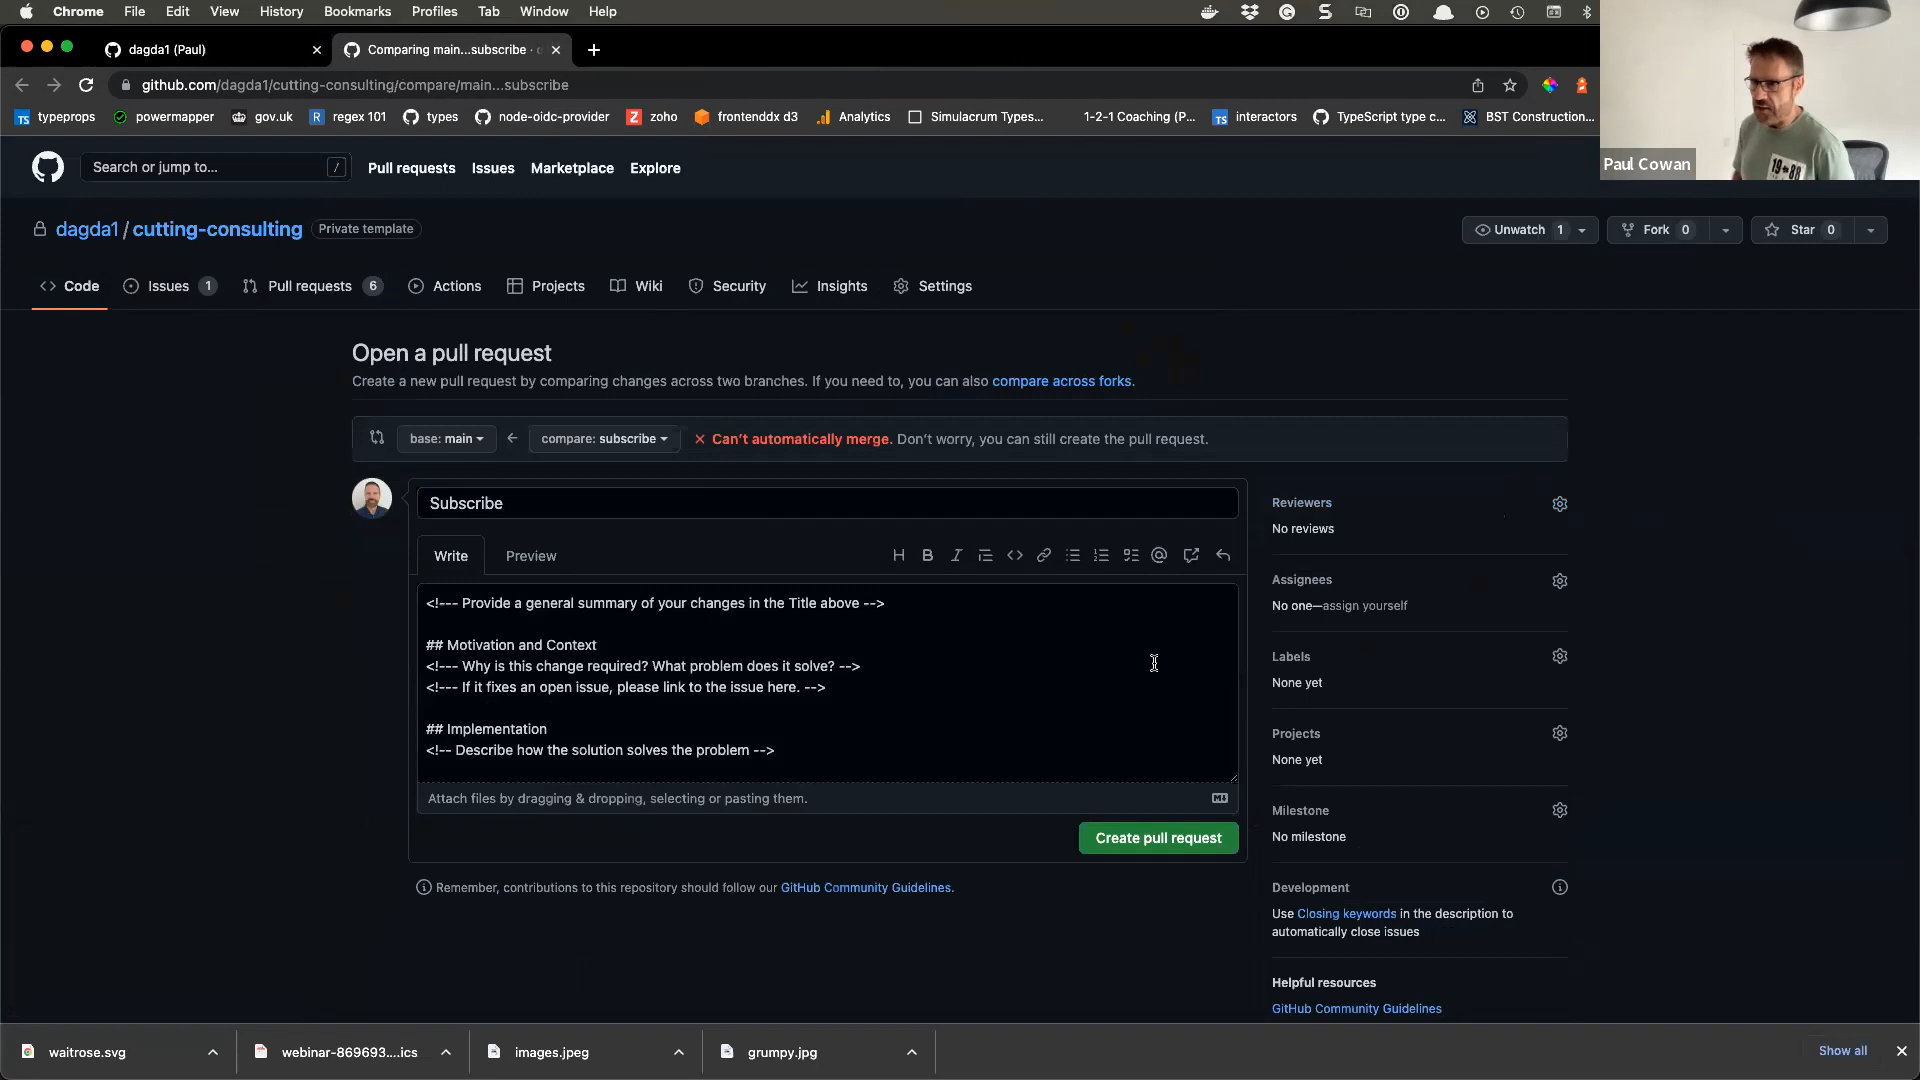 Chrome File Edit View History Bookmarks Profiles Tab Window Help
dagda1 (Paul) Comparing main...subscribe ·
github.com/dagda1/cutting-consulting/compare/main...subscribe
TS typeprops powermapper gov.uk R regex 101 types node-oidc-provider Z zoho frontenddx d3 Analytics Simulacrum Types... 1-2-1 Coaching (P... TS interactors TypeScript type c... BST Construction...
Paul Cowan
19 88
Search or jump to... / Pull requests Issues Marketplace Explore
dagda1 / cutting-consulting Private template Unwatch 1 Fork 0 Star 0
Code Issues 1 Pull requests 6 Actions Projects Wiki Security Insights Settings
Open a pull request
Create a new pull request by comparing changes across two branches. If you need to, you can also compare across forks.
base: main compare: subscribe Can't automatically merge. Don't worry, you can still create the pull request.
Subscribe
Write Preview
<!--- Provide a general summary of your changes in the Title above -->
## Motivation and Context
<!--- Why is this change required? What problem does it solve? -->
<!--- If it fixes an open issue, please link to the issue here. -->
## Implementation
<!-- Describe how the solution solves the problem -->
Attach files by dragging & dropping, selecting or pasting them.
Create pull request
Remember, contributions to this repository should follow our GitHub Community Guidelines.
Reviewers
No reviews
Assignees
No one—assign yourself
Labels
None yet
Projects
None yet
Milestone
No milestone
Development
Use Closing keywords in the description to
automatically close issues
Helpful resources
GitHub Community Guidelines
waitrose.svg webinar-869693....ics images.jpeg grumpy.jpg Show all